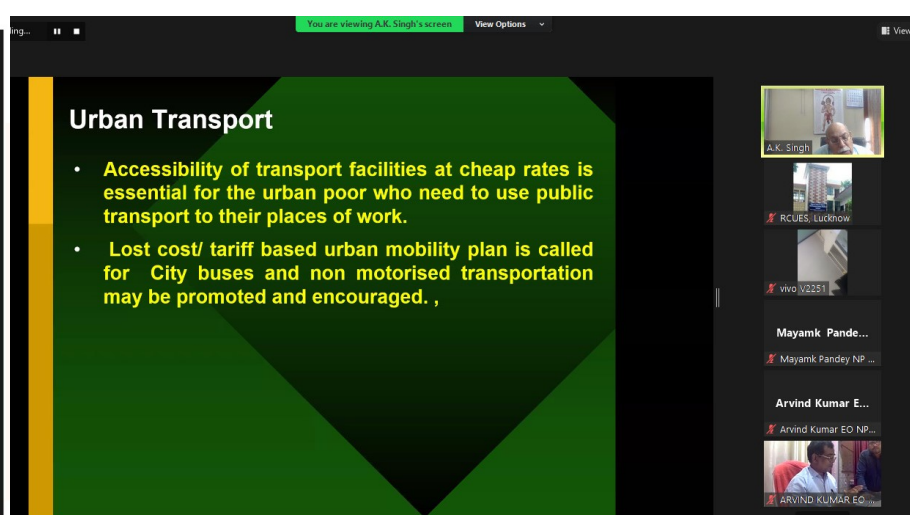 ing...
You are viewing A.K. Singh's screen
View Options
View
Urban Transport
• Accessibility of transport facilities at cheap rates is
essential for the urban poor who need to use public
transport to their places of work.
• Lost cost/ tariff based urban mobility plan is called
for City buses and non motorised transportation
may be promoted and encouraged. ,
A.K. Singh
RCUES, Lucknow
vivo V2251
Mayamk Pande...
Mayamk Pandey NP ...
Arvind Kumar E...
Arvind Kumar EO NP...
ARVIND KUMAR EO ...